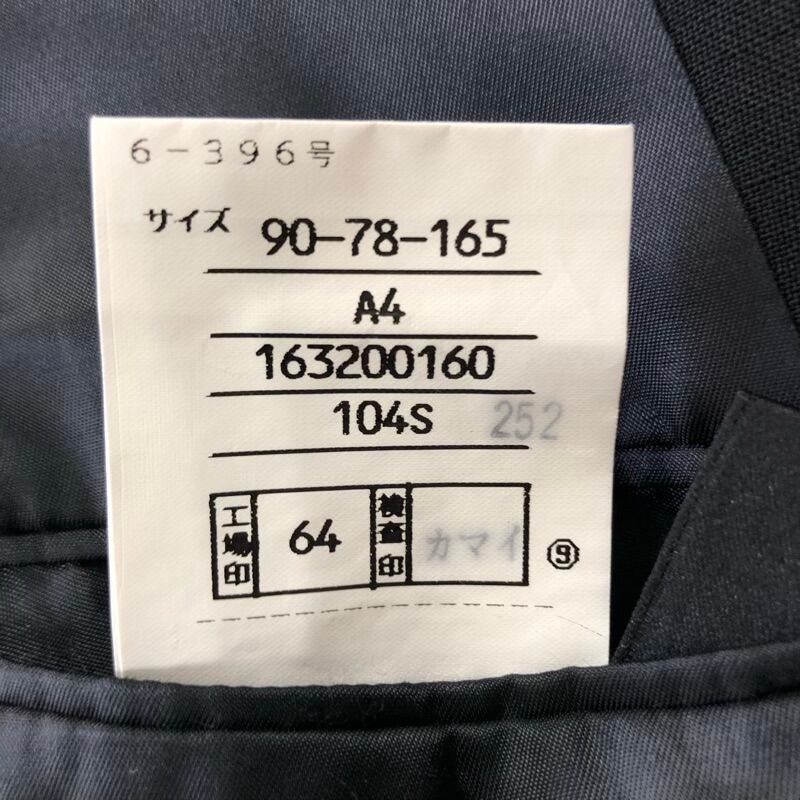 6-396号
サイズ 90-78-165
A4
163200160
104S 252
工場印 64 検査印 カマイ ⑨